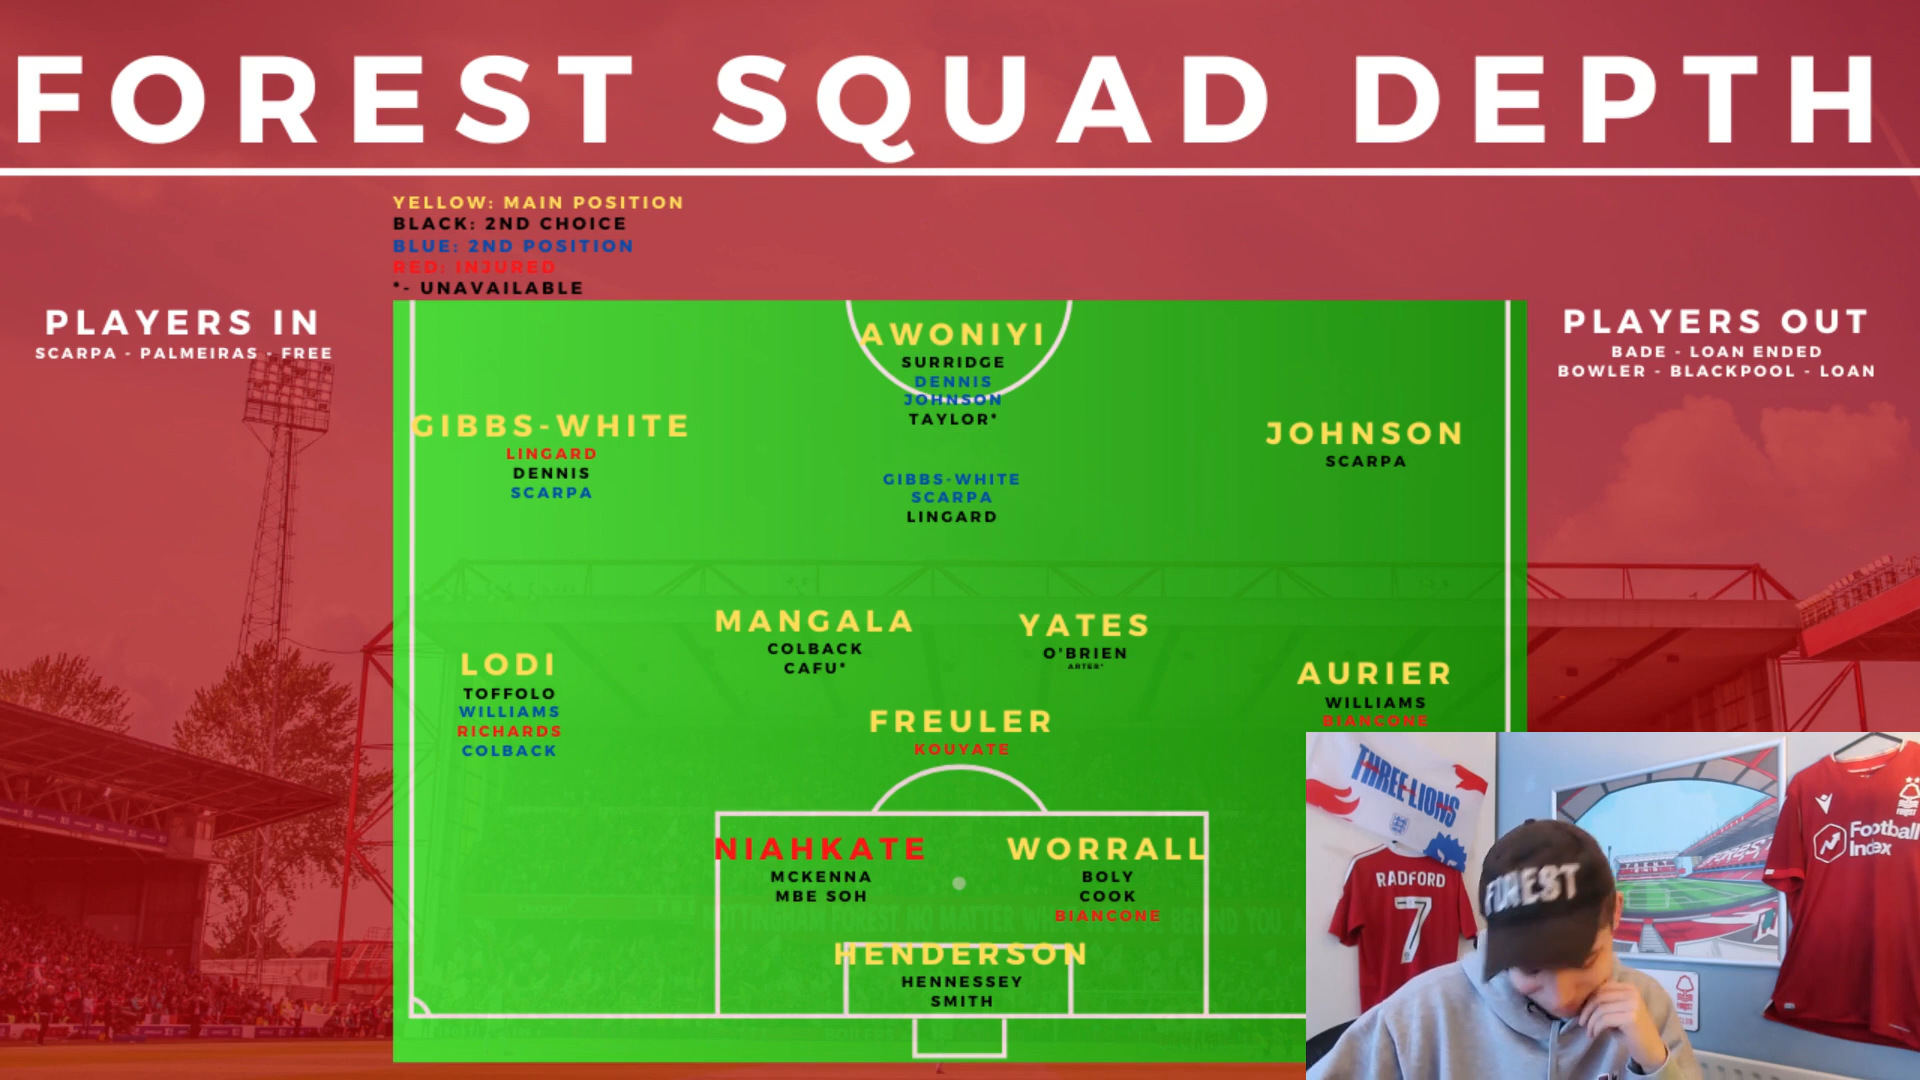 FOREST SQUAD DEPTH
YELLOW: MAIN POSITION
BLACK: 2ND CHOICE
BLUE: 2ND POSITION
RED: INJURED
*- UNAVAILABLE
PLAYERS IN
SCARPA - PALMEIRAS - FREE
PLAYERS OUT
BADE - LOAN ENDED
BOWLER - BLACKPOOL - LOAN
AWONIYI
SURRIDGE
DENNIS
JOHNSON
TAYLOR*
GIBBS-WHITE
LINGARD
DENNIS
SCARPA
GIBBS-WHITE
SCARPA
LINGARD
JOHNSON
SCARPA
MANGALA
COLBACK
CAFU*
YATES
O'BRIEN
ARTER*
LODI
TOFFOLO
WILLIAMS
RICHARDS
COLBACK
FREULER
KOUYATE
AURIER
WILLIAMS
BIANCONE
NIAHKATE
MCKENNA
MBE SOH
WORRALL
BOLY
COOK
BIANCONE
HENDERSON
HENNESSEY
SMITH
THREE LIONS
RADFORD
7
FOREST
Football
Index